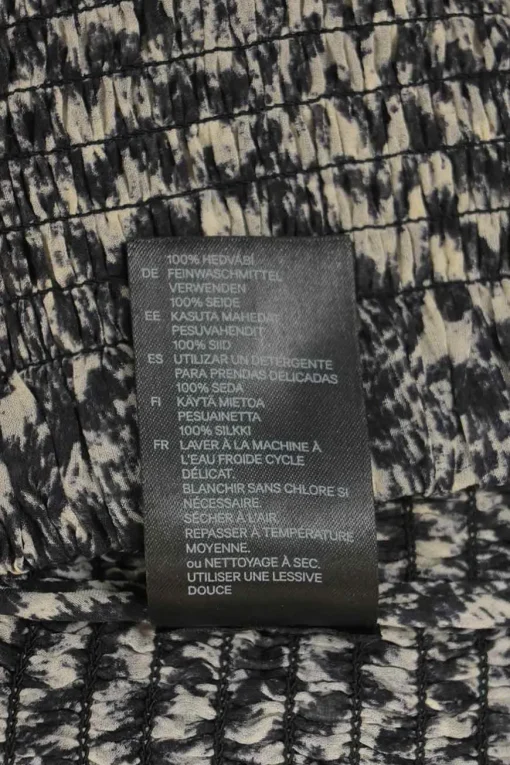 100% HEDVÁBÍ
DE FEINWASCHMITTEL
VERWENDEN
100% SEIDE
EE KASUTA MAHEDAT
PESUVAHENDIT
100% SIID
ES UTILIZAR UN DETERGENTE
PARA PRENDAS DELICADAS
100% SEDA
FI KÄYTÄ MIETOA
PESUAINETTA
100% SILKKI
FR LAVER À LA MACHINE À
L'EAU FROIDE CYCLE
DÉLICAT.
BLANCHIR SANS CHLORE SI
NÉCESSAIRE.
SÉCHER À L'AIR.
REPASSER À TEMPÉRATURE
MOYENNE.
ou NETTOYAGE À SEC.
UTILISER UNE LESSIVE
DOUCE